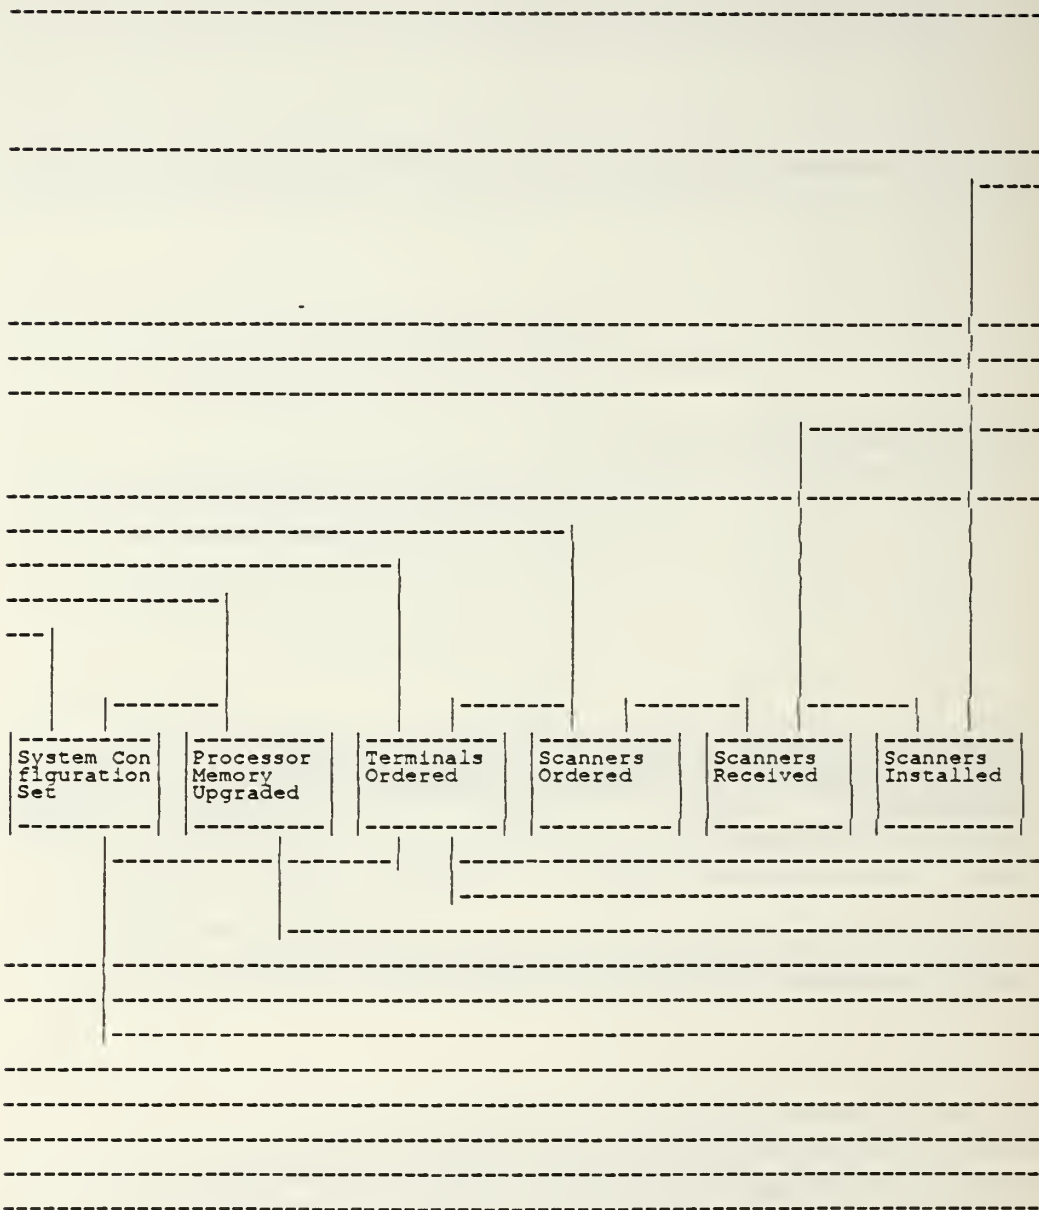 System Con
figuration
Set
Processor
Memory
Upgraded
Terminals
Ordered
Scanners
Ordered
Scanners
Received
Scanners
Installed